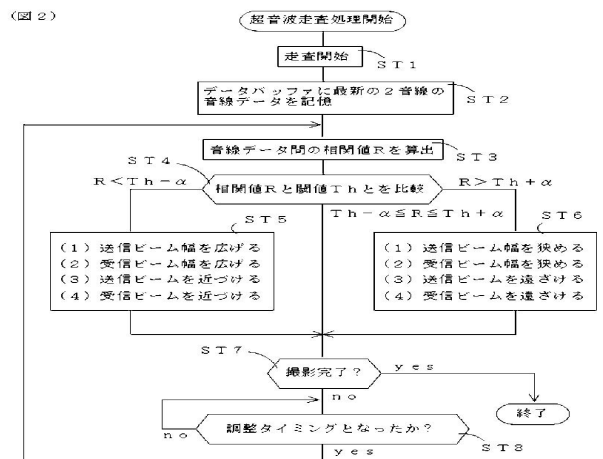 (図2)
超音波走査処理開始
走査開始
ST1
データバッファに最新の2音線の
音線データを記憶
ST2
音線データ間の相関値Rを算出
ST3
ST4
R<Th-α
相関値Rと閾値Thとを比較
R>Th+α
Th-α≦R≦Th+α
ST5
(1) 送信ビーム幅を広げる
(2) 受信ビーム幅を広げる
(3) 送信ビームを近づける
(4) 受信ビームを近づける
ST6
(1) 送信ビーム幅を狭める
(2) 受信ビーム幅を狭める
(3) 送信ビームを遠ざける
(4) 受信ビームを遠ざける
ST7
撮影完了?
yes
no
終了
調整タイミングとなったか?
no
ST8
yes